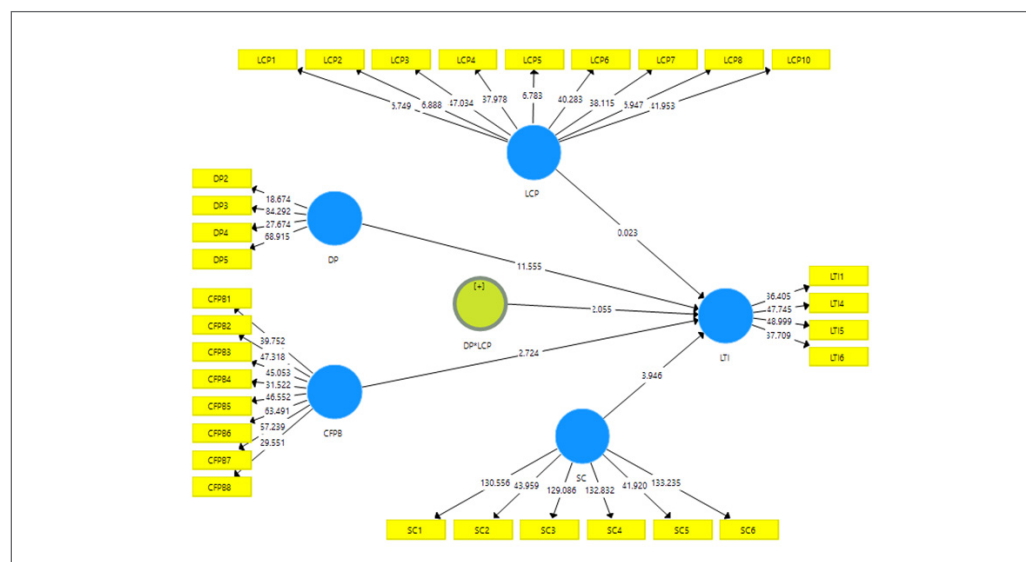 LCP1 LCP2 LCP3 LCP4 LCP5 LCP6 LCP7 LCP8 LCP10
6.888 47.034 37.978 6.783 40.283 38.115 41.953
LCP
DP2
DP3
DP4
DP5
18.674
84.292
27.674
68.915
DP
0.023
11.555
[+]
DP*LCP
2.055
LTI
LTI1
LTI4
LTI5
LTI6
36.405
47.745
48.999
37.709
CFPB1
CFPB2
CFPB3
CFPB4
CFPB5
CFPB6
CFPB7
CFPB8
39.752
47.318
45.053
31.522
46.552
63.491
57.239
29.551
CFPB
2.724
3.946
SC
130.556 43.959 129.086 132.832 41.920 133.235
SC1 SC2 SC3 SC4 SC5 SC6